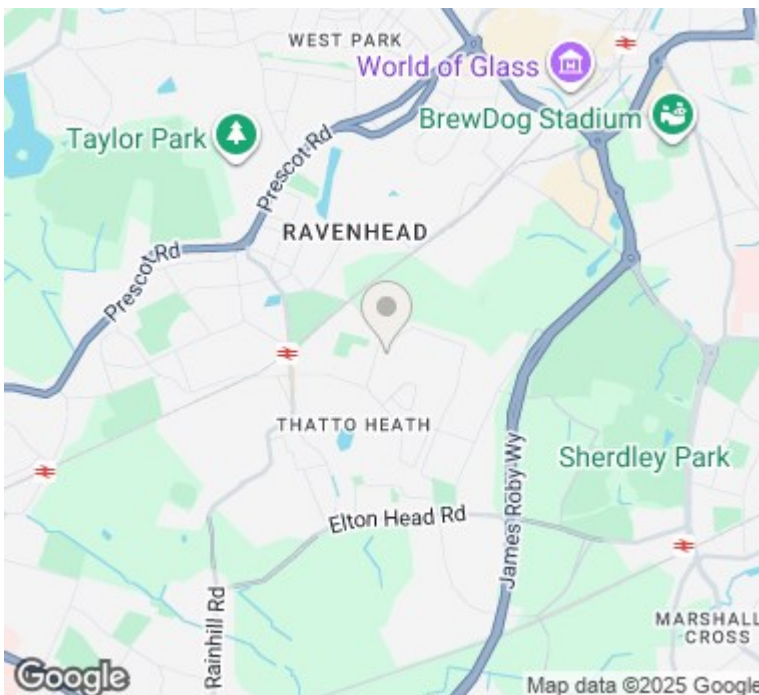 WEST PARK
World of Glass
BrewDog Stadium
Taylor Park
Prescot Rd
RAVENHEAD
Prescot Rd
THATTO HEATH
James Roby Wy
Sherdley Park
Elton Head Rd
Rainhill Rd
MARSHALL
CROSS
Google
Map data ©2025 Google